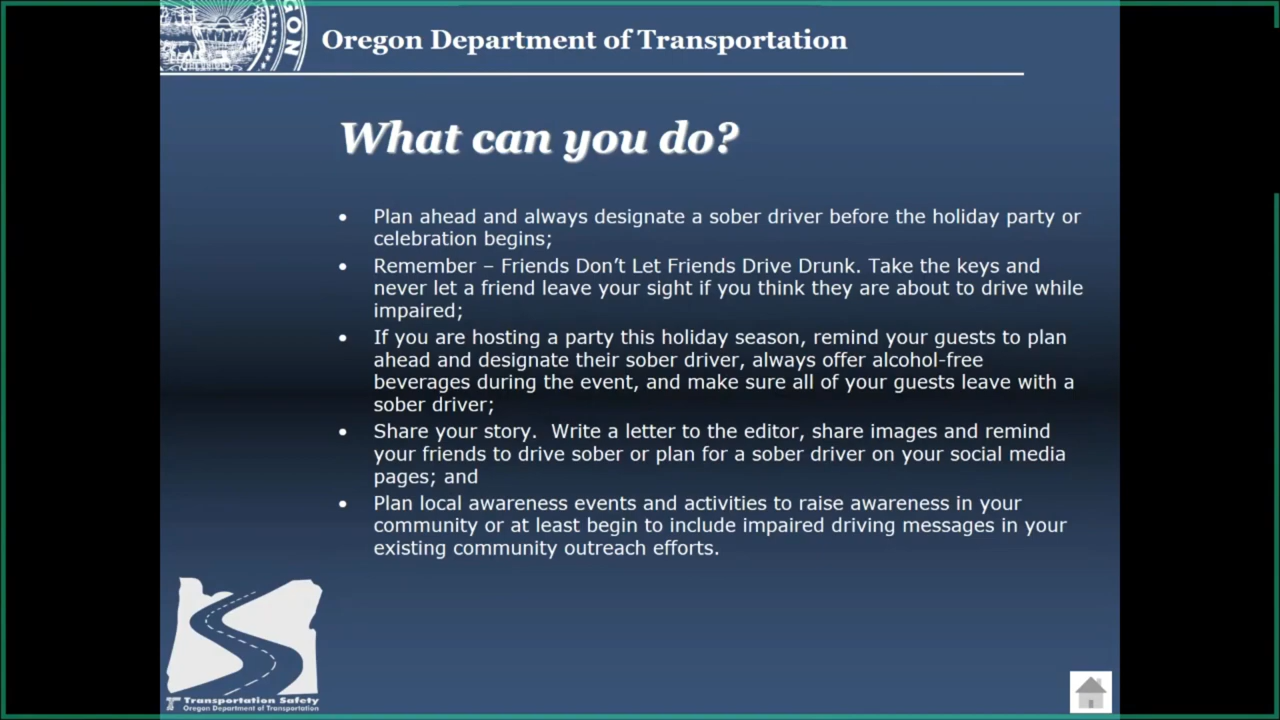 GON
Oregon Department of Transportation
What can you do?
• Plan ahead and always designate a sober driver before the holiday party or
celebration begins;
• Remember – Friends Don’t Let Friends Drive Drunk. Take the keys and
never let a friend leave your sight if you think they are about to drive while
impaired;
• If you are hosting a party this holiday season, remind your guests to plan
ahead and designate their sober driver, always offer alcohol-free
beverages during the event, and make sure all of your guests leave with a
sober driver;
• Share your story.  Write a letter to the editor, share images and remind
your friends to drive sober or plan for a sober driver on your social media
pages; and
• Plan local awareness events and activities to raise awareness in your
community or at least begin to include impaired driving messages in your
existing community outreach efforts.
Transportation Safety
Oregon Department of Transportation